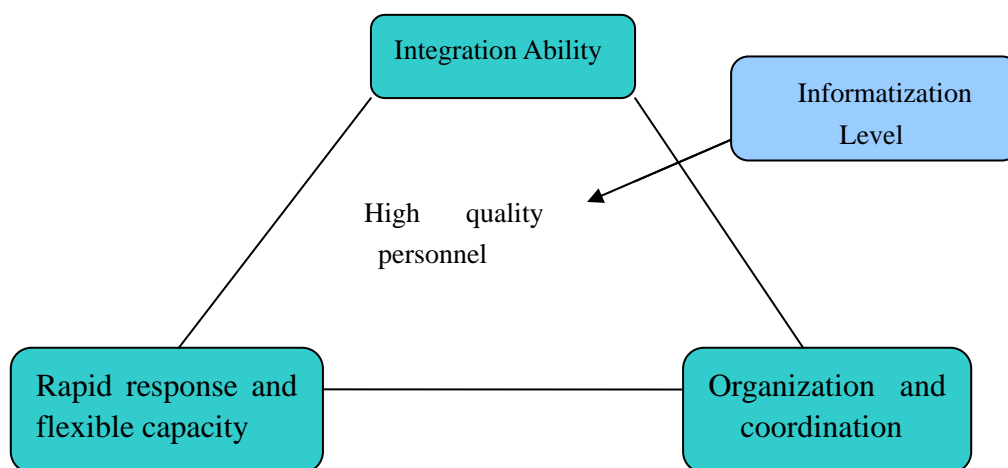 Integration Ability
Informatization
Level
High quality
personnel
Rapid response and
flexible capacity
Organization and
coordination